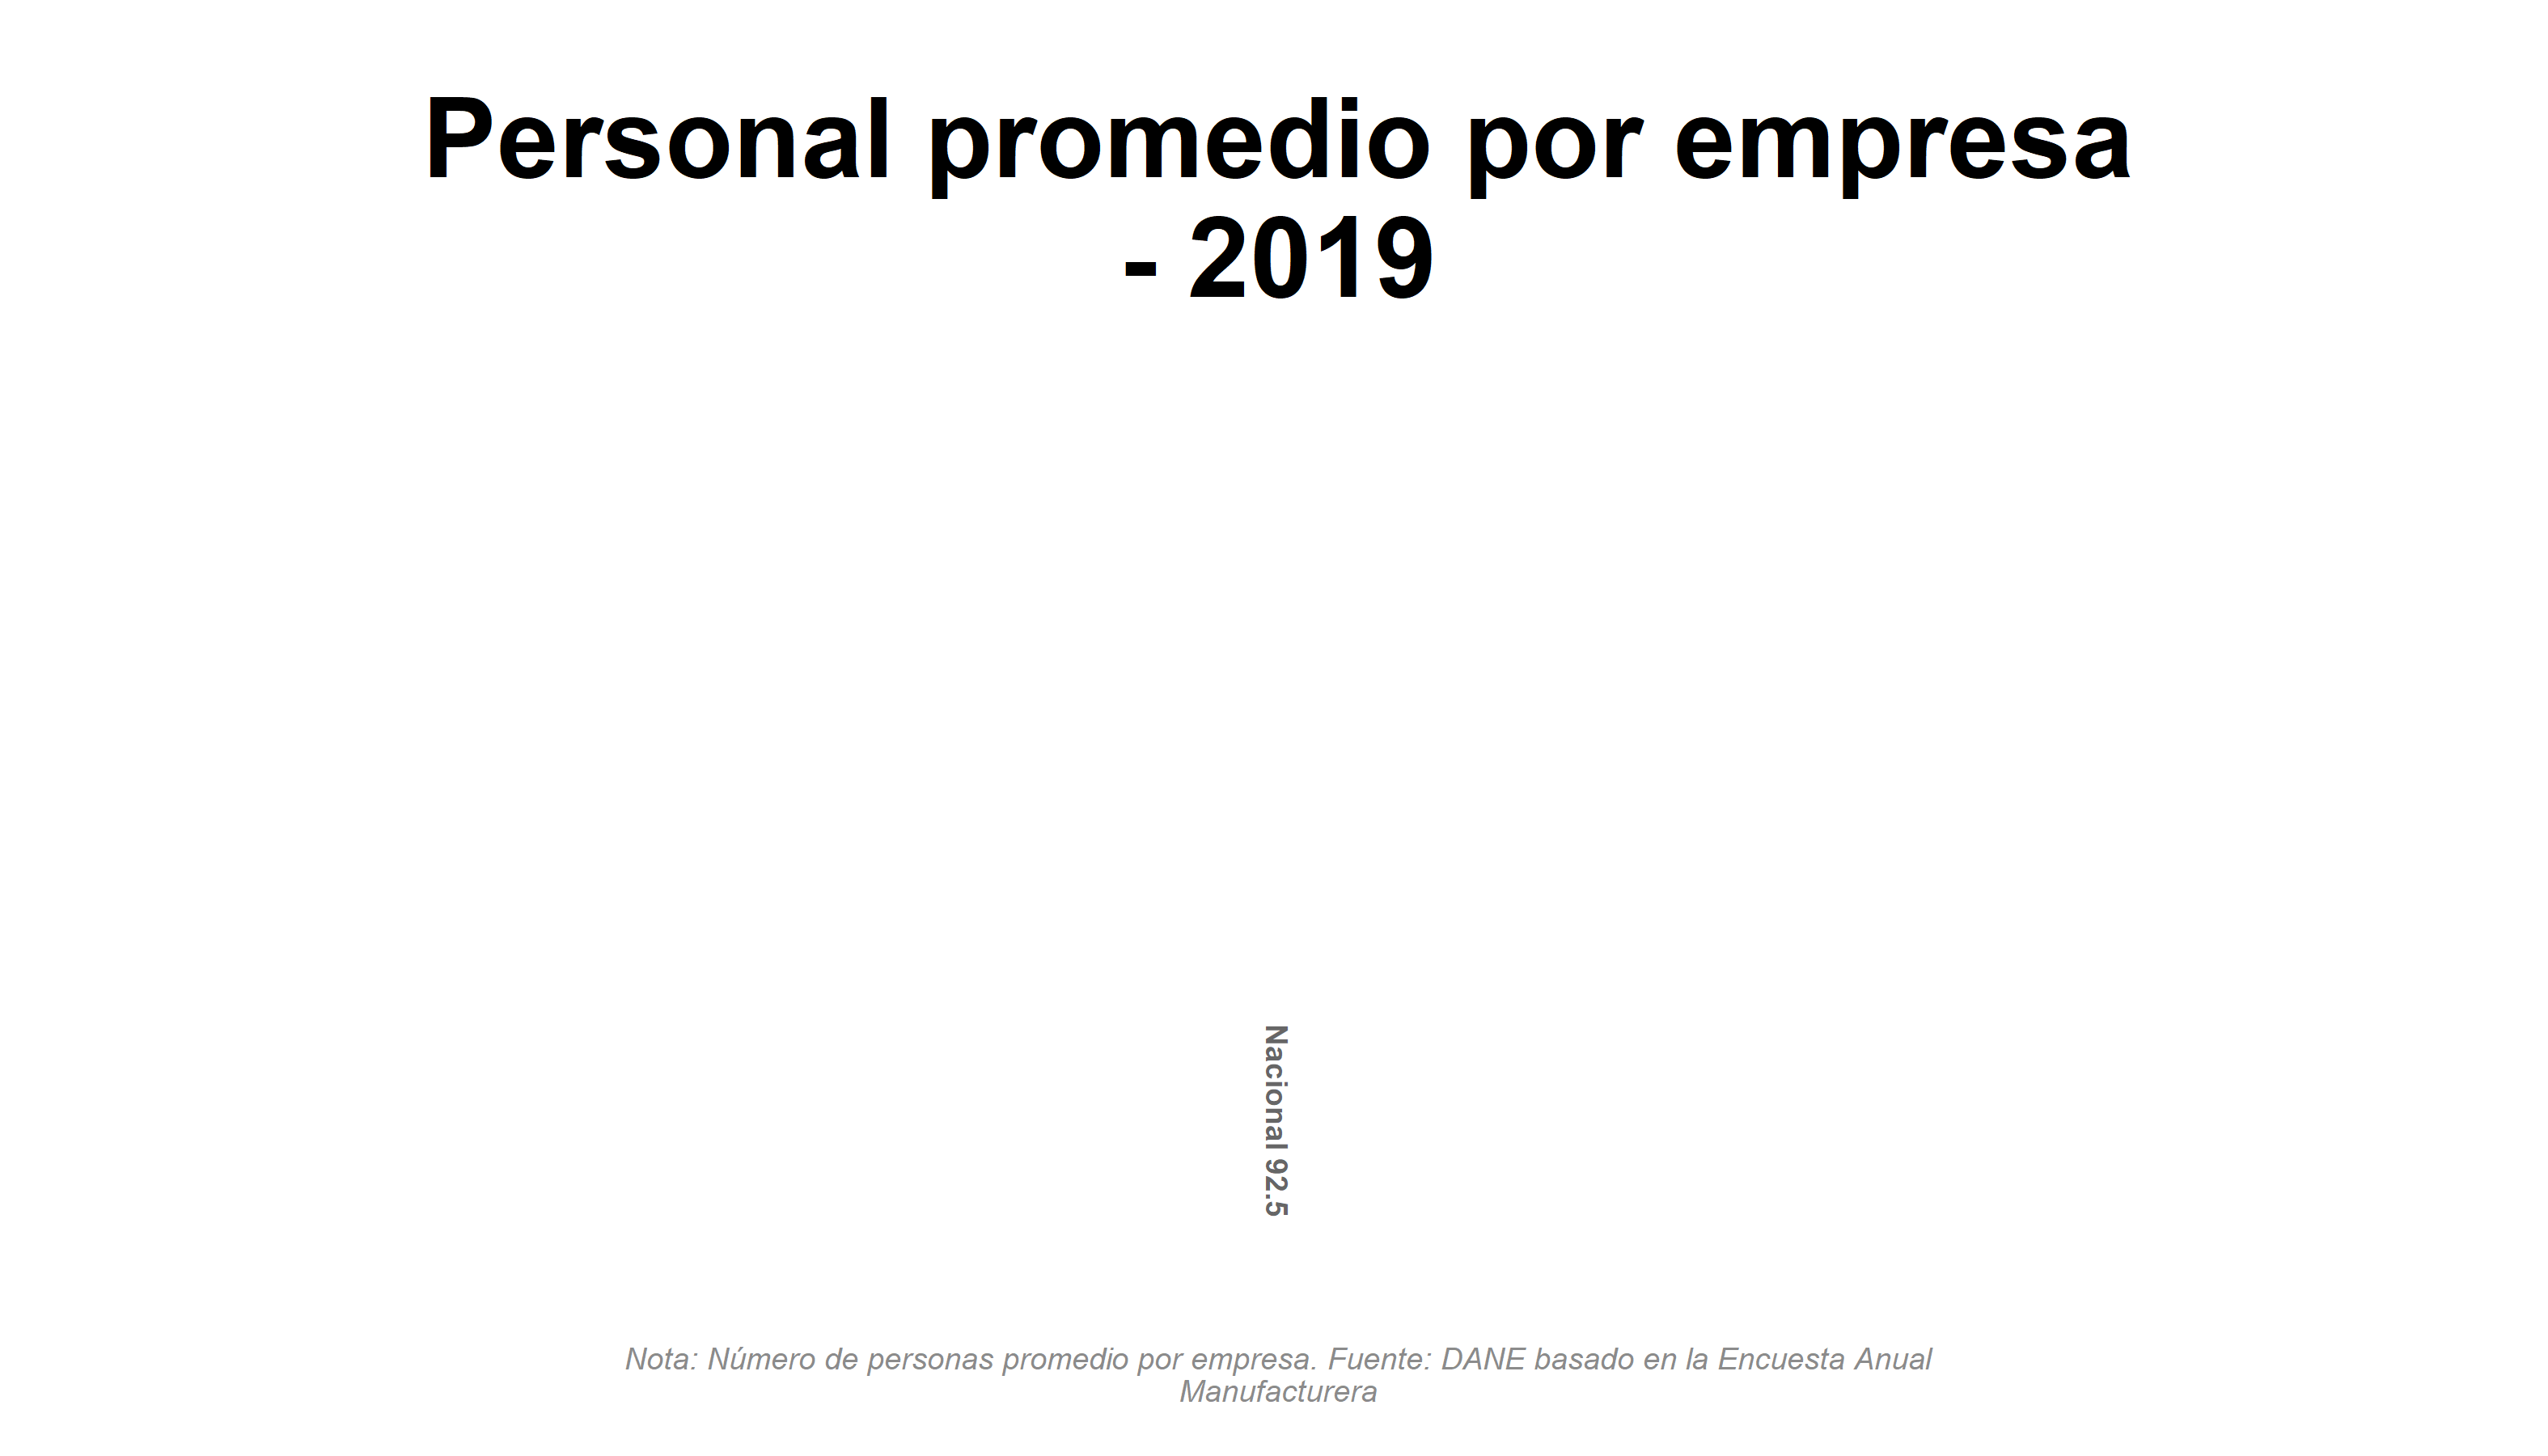 Personal promedio por empresa
- 2019
Nacional 92.5
Nota: Número de personas promedio por empresa. Fuente: DANE basado en la Encuesta Anual
Manufacturera